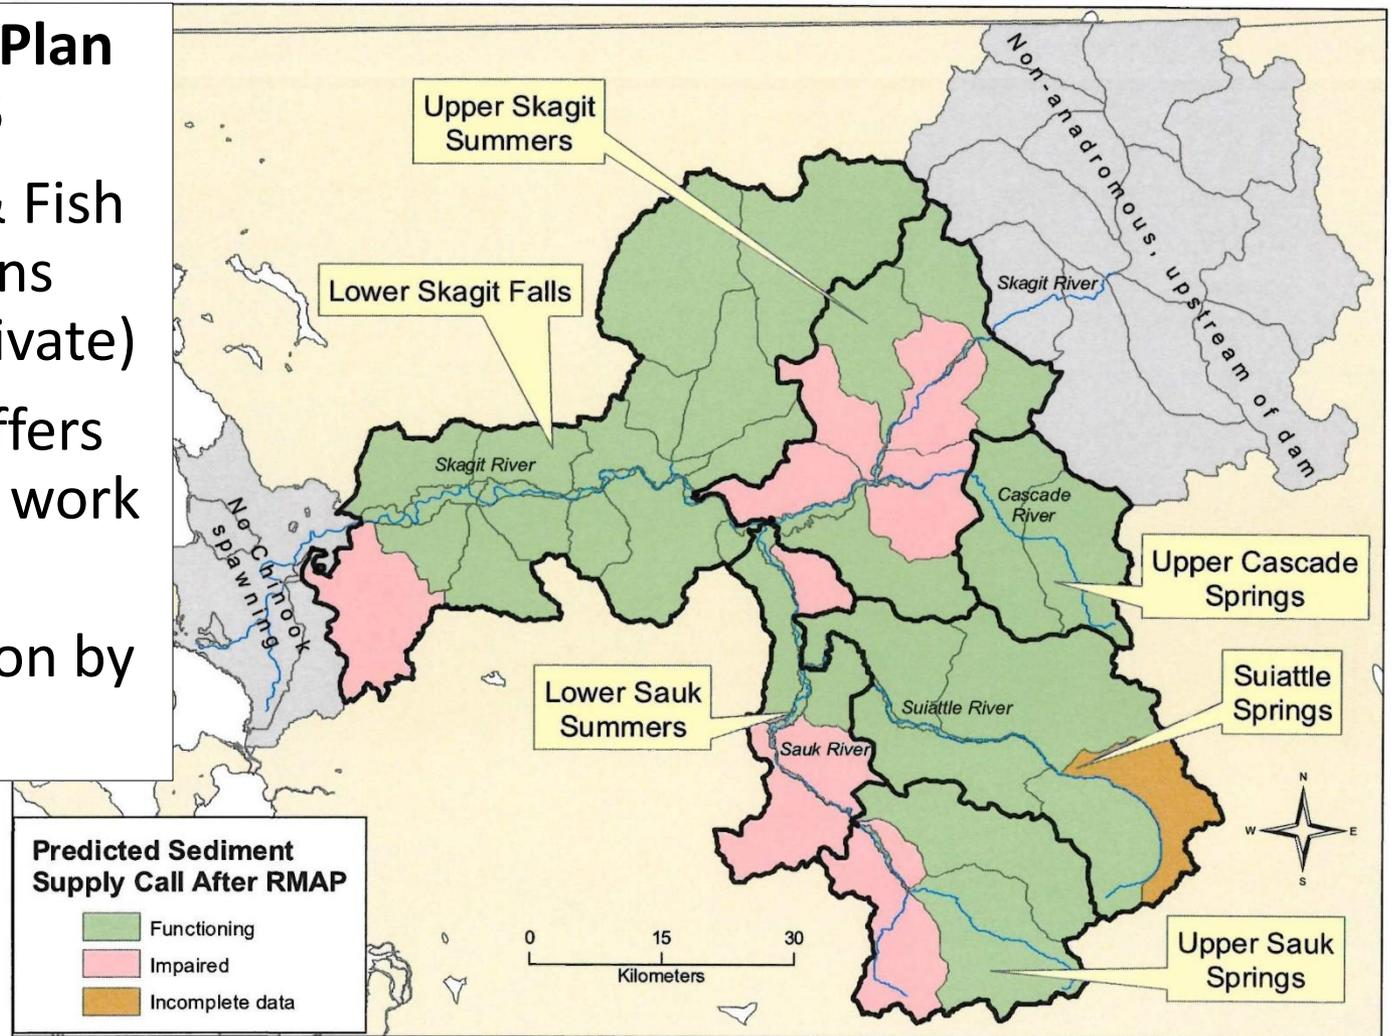 Plan
& Fish
ns
ivate)
ffers
work
on by
Upper Skagit
Summers
Lower Skagit Falls
Non-anadromous, upstream of dam
Skagit River
Skagit River
Cascade
River
No Chinook
spawning
Upper Cascade
Springs
Suiattle
Springs
Lower Sauk
Summers
Suiattle River
Sauk River
Upper Sauk
Springs
N
W
E
S
Predicted Sediment
Supply Call After RMAP
Functioning
Impaired
Incomplete data
0 15 30
Kilometers